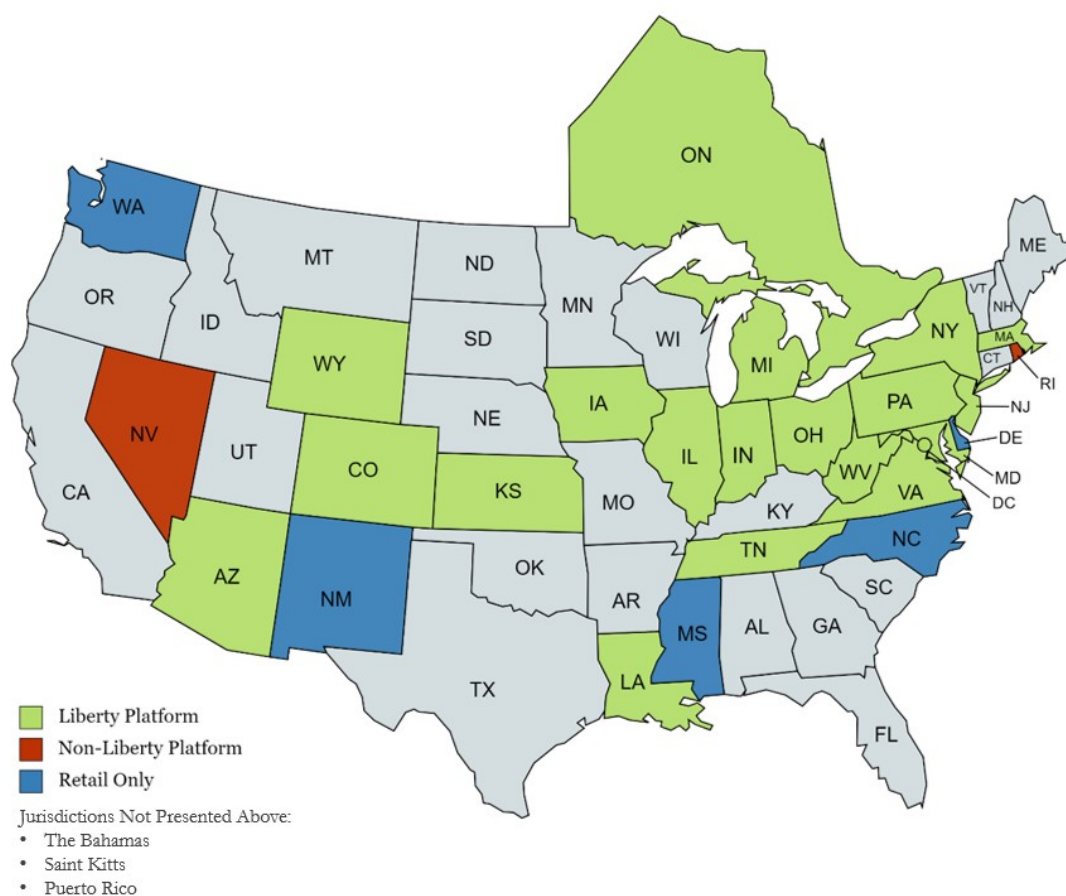 ON
WA
ME
MT
ND
VT
MN
NH
OR
ID
SD
WI
NY
MA
WY
MI
CT
RI
IA
PA
NE
NJ
NV
OH
UT
IL
IN
DE
CO
WV
MD
CA
KS
MO
VA
DC
KY
NC
TN
AZ
OK
NM
AR
SC
MS
AL
GA
TX
LA
FL
Liberty Platform
Non-Liberty Platform
Retail Only
Jurisdictions Not Presented Above:
• The Bahamas
• Saint Kitts
• Puerto Rico